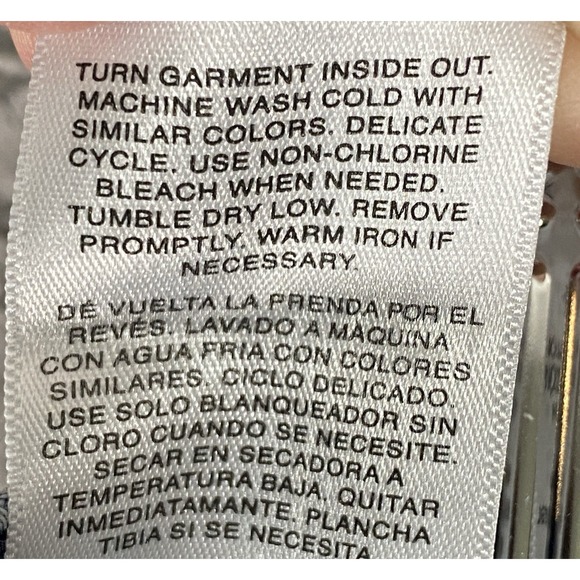 TURN GARMENT INSIDE OUT.
MACHINE WASH COLD WITH
SIMILAR COLORS. DELICATE
CYCLE. USE NON-CHLORINE
BLEACH WHEN NEEDED.
TUMBLE DRY LOW. REMOVE
PROMPTLY. WARM IRON IF
NECESSARY.
DÉ VUELTA LA PRENDA POR EL
REVÉS. LAVADO A MAQUINA
CON AGUA FRIA CON COLORES
SIMILARES. CICLO DELICADO.
USE SOLO BLANQUEADOR SIN
CLORO CUANDO SE NECESITE.
SECAR EN SECADORA A
TEMPERATURA BAJA. QUITAR
INMEDIATAMANTE. PLANCHA
TIBIA SI SE NECESITA